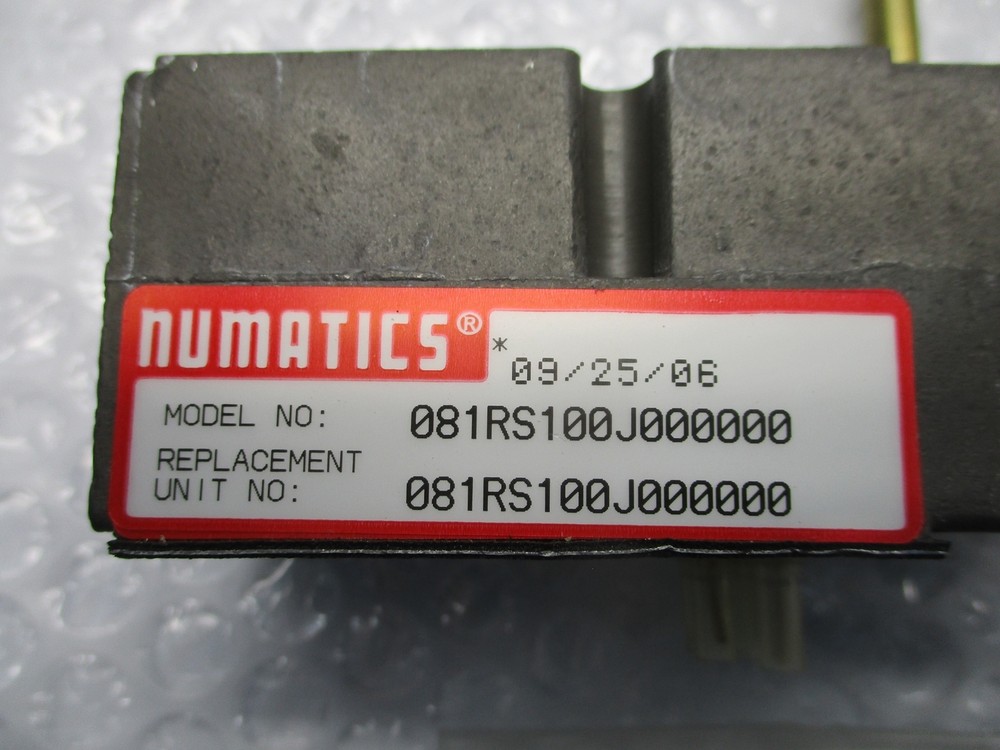 NUMATICS®
*
09/25/06
MODEL NO: 081RS100J000000
REPLACEMENT
UNIT NO: 081RS100J000000